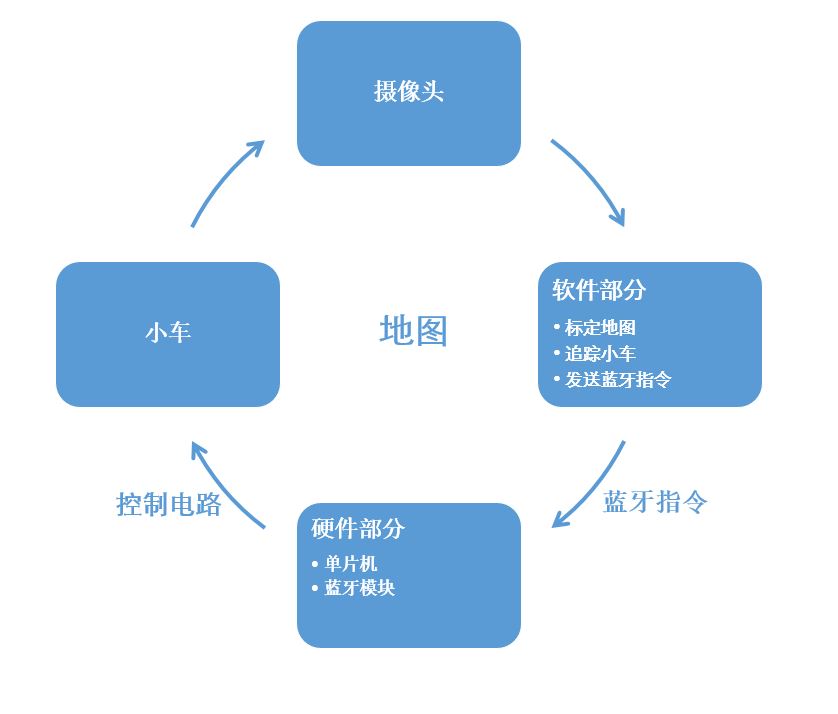 摄像头
软件部分
• 标定地图
• 追踪小车
• 发送蓝牙指令
小车
地图
控制电路
蓝牙指令
硬件部分
• 单片机
• 蓝牙模块